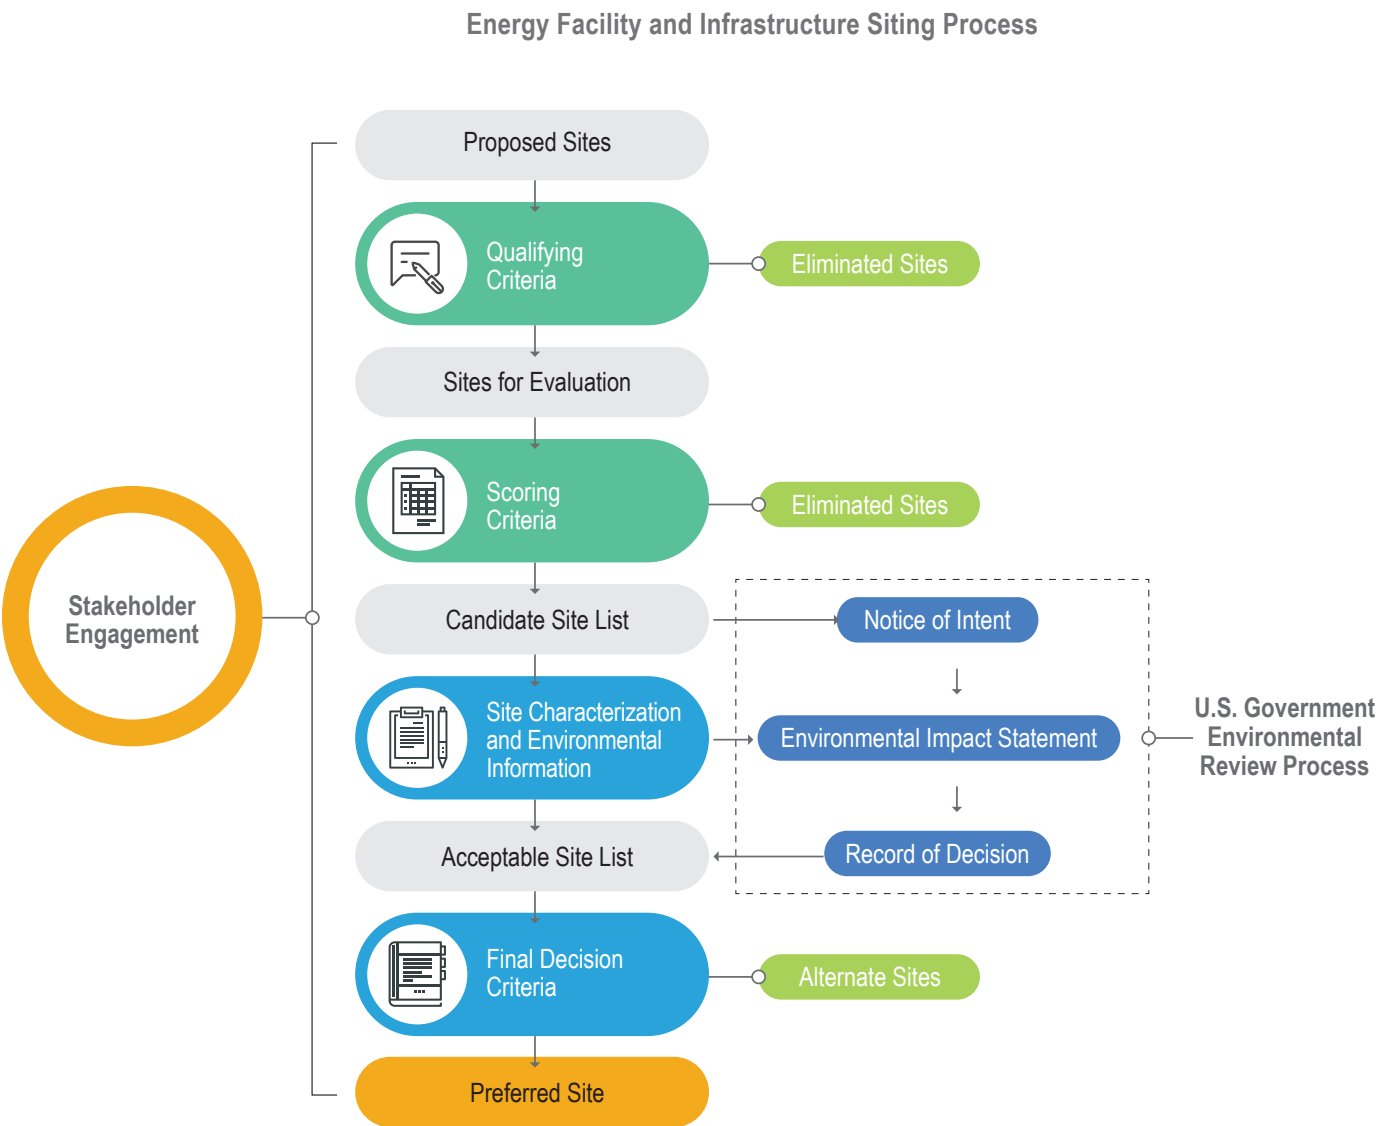 Energy Facility and Infrastructure Siting Process
Proposed Sites
Qualifying
Criteria
Eliminated Sites
Sites for Evaluation
Scoring
Criteria
Eliminated Sites
Stakeholder
Engagement
Candidate Site List
Notice of Intent
Site Characterization
and Environmental
Information
Environmental Impact Statement
U.S. Government
Environmental
Review Process
Acceptable Site List
Record of Decision
Final Decision
Criteria
Alternate Sites
Preferred Site